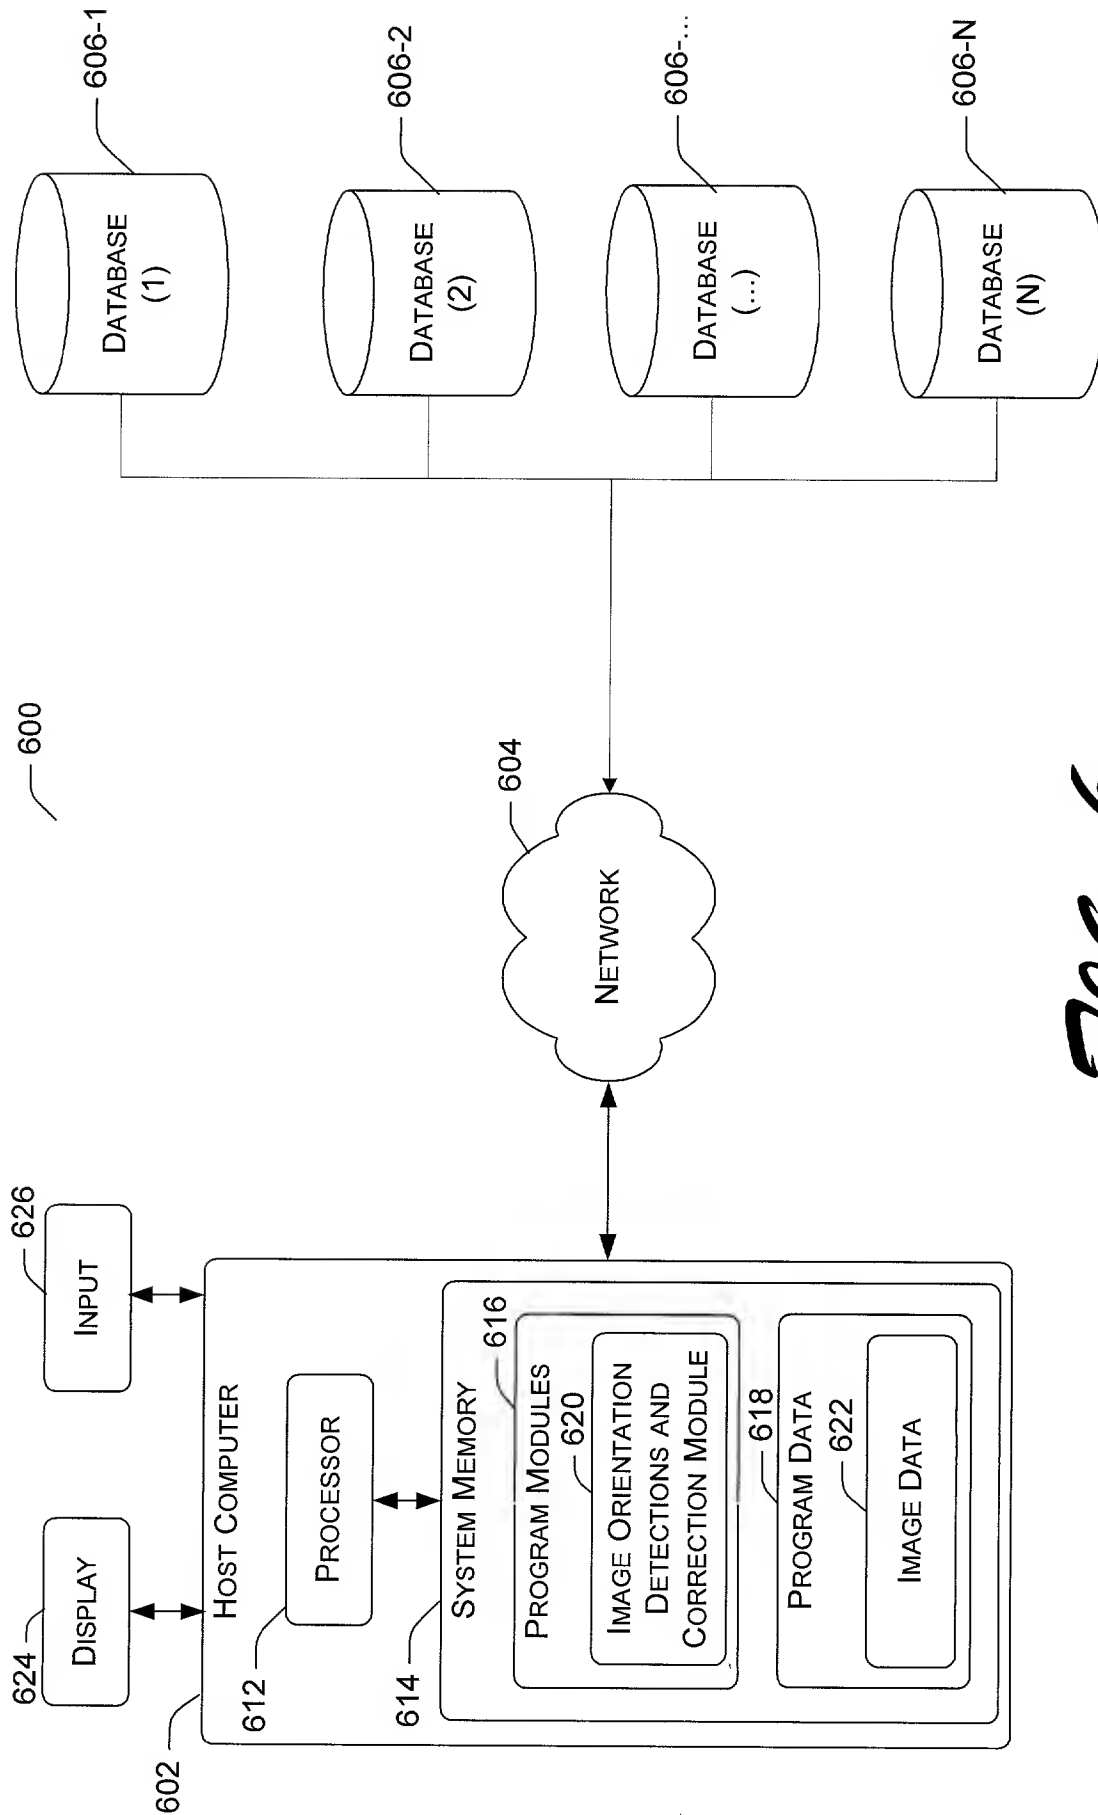 600
624
DISPLAY
626
INPUT
602
HOST COMPUTER
612
PROCESSOR
614
SYSTEM MEMORY
616
PROGRAM MODULES
620
IMAGE ORIENTATION
DETECTIONS AND
CORRECTION MODULE
618
PROGRAM DATA
622
IMAGE DATA
604
NETWORK
606-1
DATABASE
(1)
606-2
DATABASE
(2)
606-...
DATABASE
(...)
606-N
DATABASE
(N)